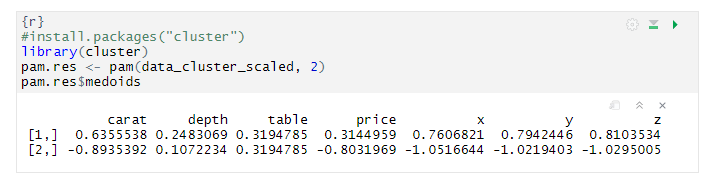 {r}
#install.packages("cluster")
library(cluster)
pam.res <- pam(data_cluster_scaled, 2)
pam.res$medoids
carat depth table price x y z
[1,] 0.6355538 0.2483069 0.3194785 0.3144959 0.7606821 0.7942446 0.8103534
[2,] -0.8935392 0.1072234 0.3194785 -0.8031969 -1.0516644 -1.0219403 -1.0295005